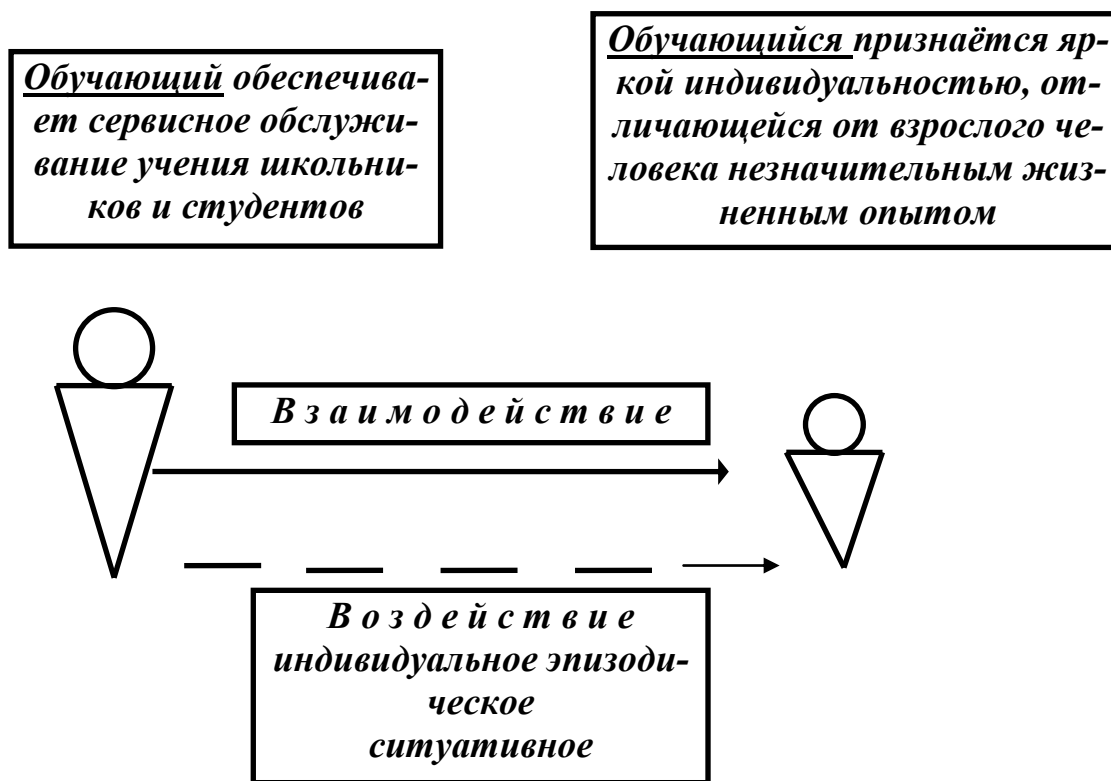 Обучающий обеспечива-
ет сервисное обслужи-
вание учения школьни-
ков и студентов
Обучающийся признаётся яр-
кой индивидуальностью, от-
личающейся от взрослого че-
ловека незначительным жиз-
ненным опытом
В з а и м о д е й с т в и е
В о з д е й с т в и е
индивидуальное эпизоди-
ческое
ситуативное